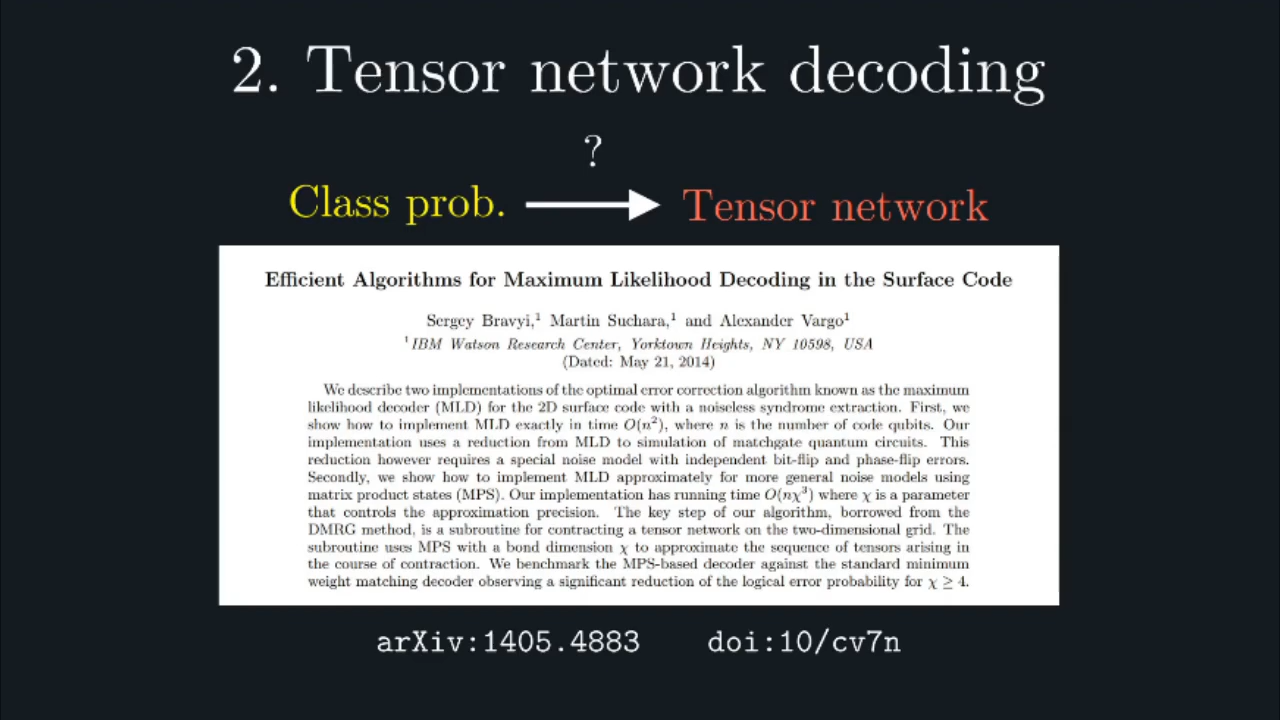 2. Tensor network decoding
?
Class prob. Tensor network
Efficient Algorithms for Maximum Likelihood Decoding in the Surface Code
Sergey Bravyi,¹ Martin Suchara,¹ and Alexander Vargo¹
¹IBM Watson Research Center, Yorktown Heights, NY 10598, USA
(Dated: May 21, 2014)
We describe two implementations of the optimal error correction algorithm known as the maximum
likelihood decoder (MLD) for the 2D surface code with a noiseless syndrome extraction. First, we
show how to implement MLD exactly in time O(n²), where n is the number of code qubits. Our
implementation uses a reduction from MLD to simulation of matchgate quantum circuits. This
reduction however requires a special noise model with independent bit-flip and phase-flip errors.
Secondly, we show how to implement MLD approximately for more general noise models using
matrix product states (MPS). Our implementation has running time O(nχ³) where χ is a parameter
that controls the approximation precision. The key step of our algorithm, borrowed from the
DMRG method, is a subroutine for contracting a tensor network on the two-dimensional grid. The
subroutine uses MPS with a bond dimension χ to approximate the sequence of tensors arising in
the course of contraction. We benchmark the MPS-based decoder against the standard minimum
weight matching decoder observing a significant reduction of the logical error probability for χ ≥ 4.
arXiv:1405.4883 doi:10/cv7n